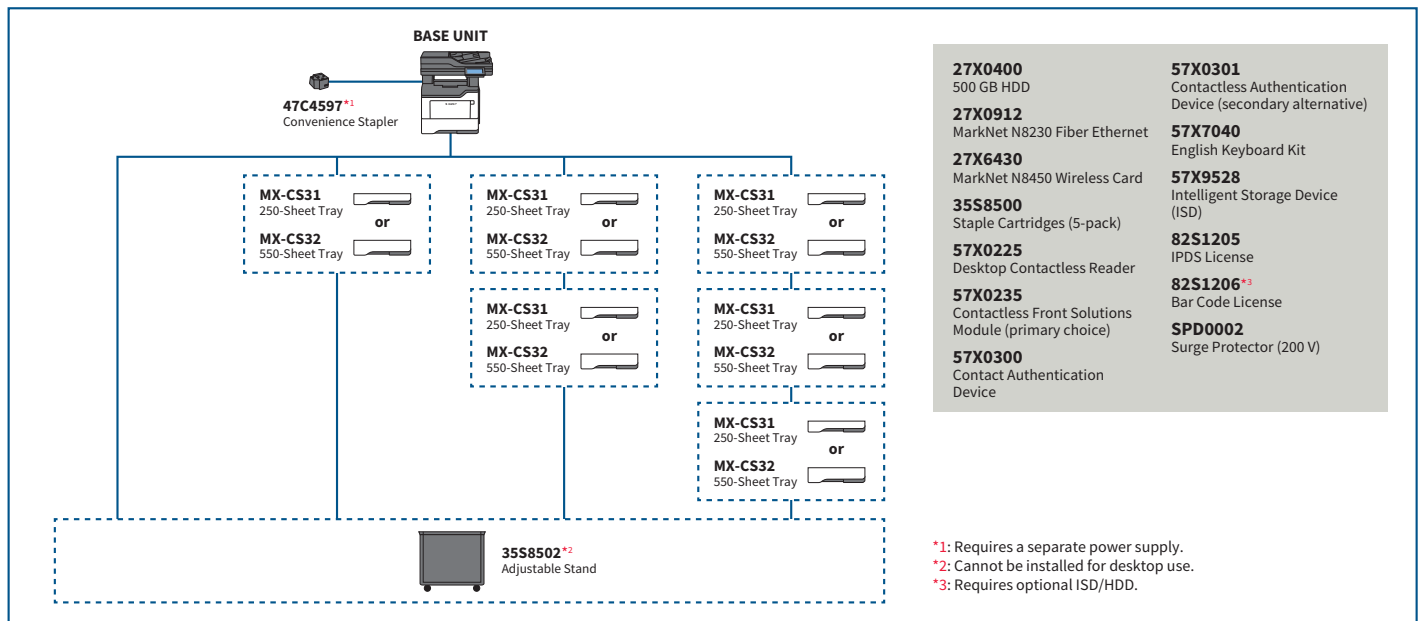 BASE UNIT
47C4597*1
Convenience Stapler
MX-CS31
250-Sheet Tray
or
MX-CS32
550-Sheet Tray
MX-CS31
250-Sheet Tray
or
MX-CS32
550-Sheet Tray
MX-CS31
250-Sheet Tray
or
MX-CS32
550-Sheet Tray
MX-CS31
250-Sheet Tray
or
MX-CS32
550-Sheet Tray
MX-CS31
250-Sheet Tray
or
MX-CS32
550-Sheet Tray
MX-CS31
250-Sheet Tray
or
MX-CS32
550-Sheet Tray
35S8502*2
Adjustable Stand
27X0400
500 GB HDD
27X0912
MarkNet N8230 Fiber Ethernet
27X6430
MarkNet N8450 Wireless Card
35S8500
Staple Cartridges (5-pack)
57X0225
Desktop Contactless Reader
57X0235
Contactless Front Solutions
Module (primary choice)
57X0300
Contact Authentication
Device
57X0301
Contactless Authentication
Device (secondary alternative)
57X7040
English Keyboard Kit
57X9528
Intelligent Storage Device
(ISD)
82S1205
IPDS License
82S1206*3
Bar Code License
SPD0002
Surge Protector (200 V)
*1: Requires a separate power supply.
*2: Cannot be installed for desktop use.
*3: Requires optional ISD/HDD.